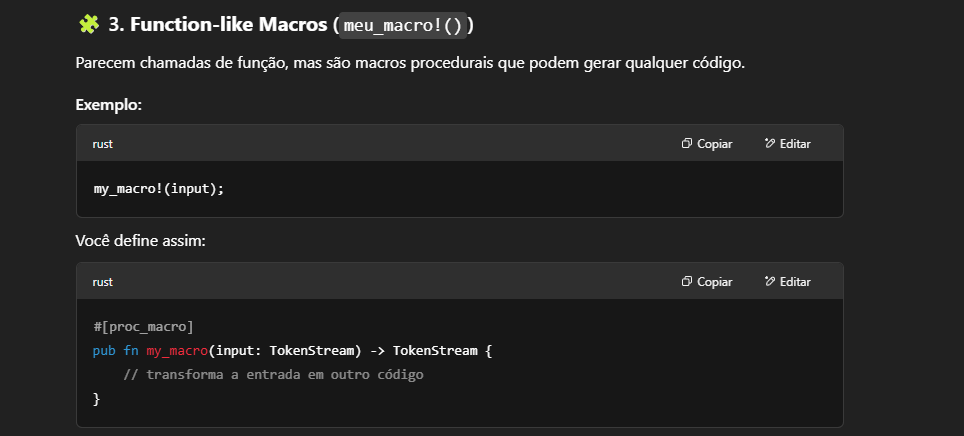 🧩 3. Function-like Macros (meu_macro!())
Parecem chamadas de função, mas são macros procedurais que podem gerar qualquer código.
Exemplo:
rust Copiar Editar
my_macro!(input);
Você define assim:
rust Copiar Editar
#[proc_macro]
pub fn my_macro(input: TokenStream) -> TokenStream {
    // transforma a entrada em outro código
}